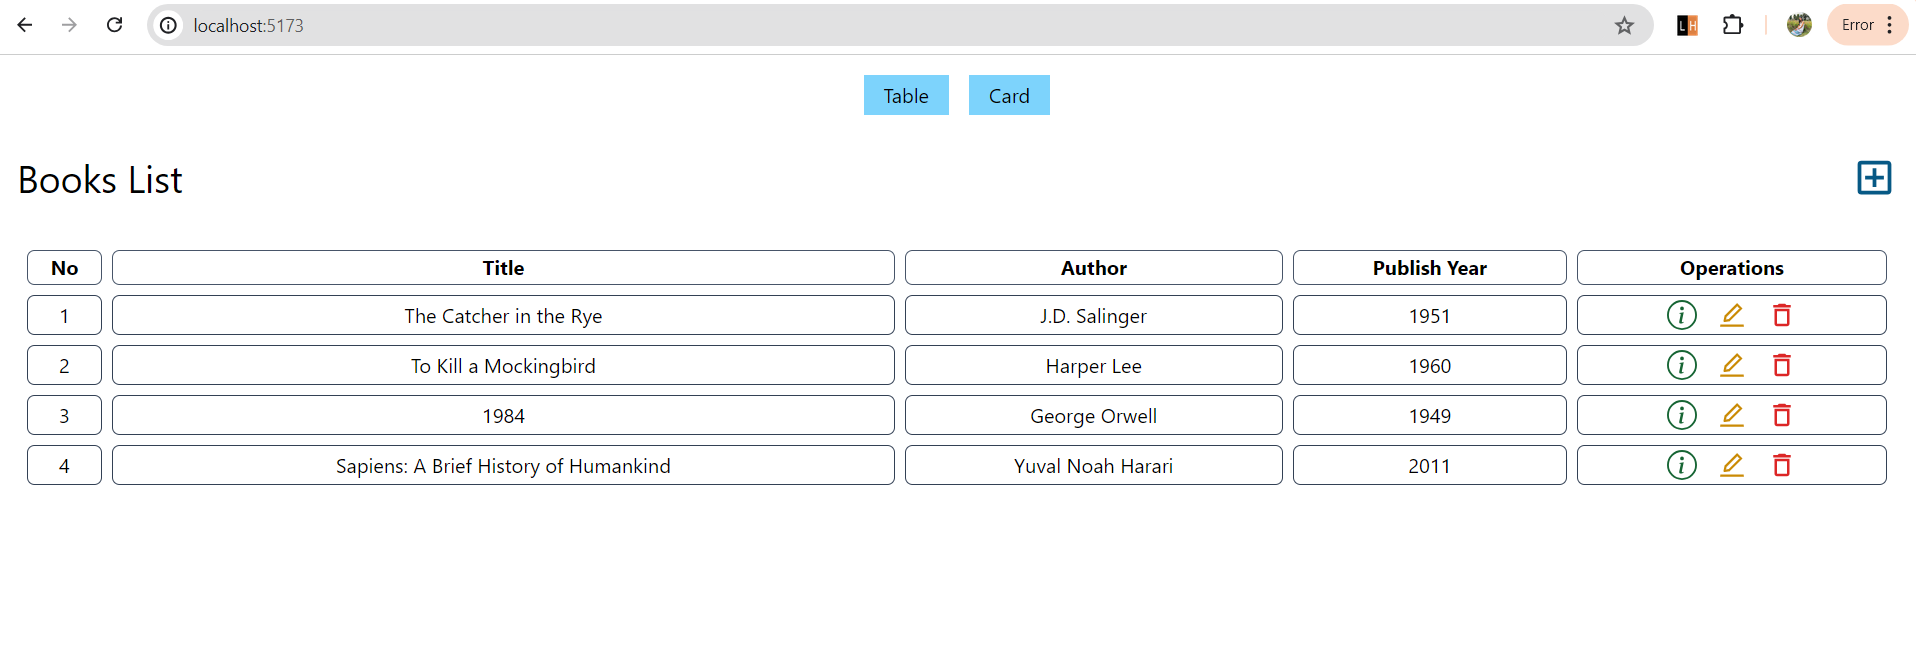 localhost:5173 L H Error
Table Card
Books List
No Title Author Publish Year Operations
1 The Catcher in the Rye J.D. Salinger 1951 i
2 To Kill a Mockingbird Harper Lee 1960 i
3 1984 George Orwell 1949 i
4 Sapiens: A Brief History of Humankind Yuval Noah Harari 2011 i